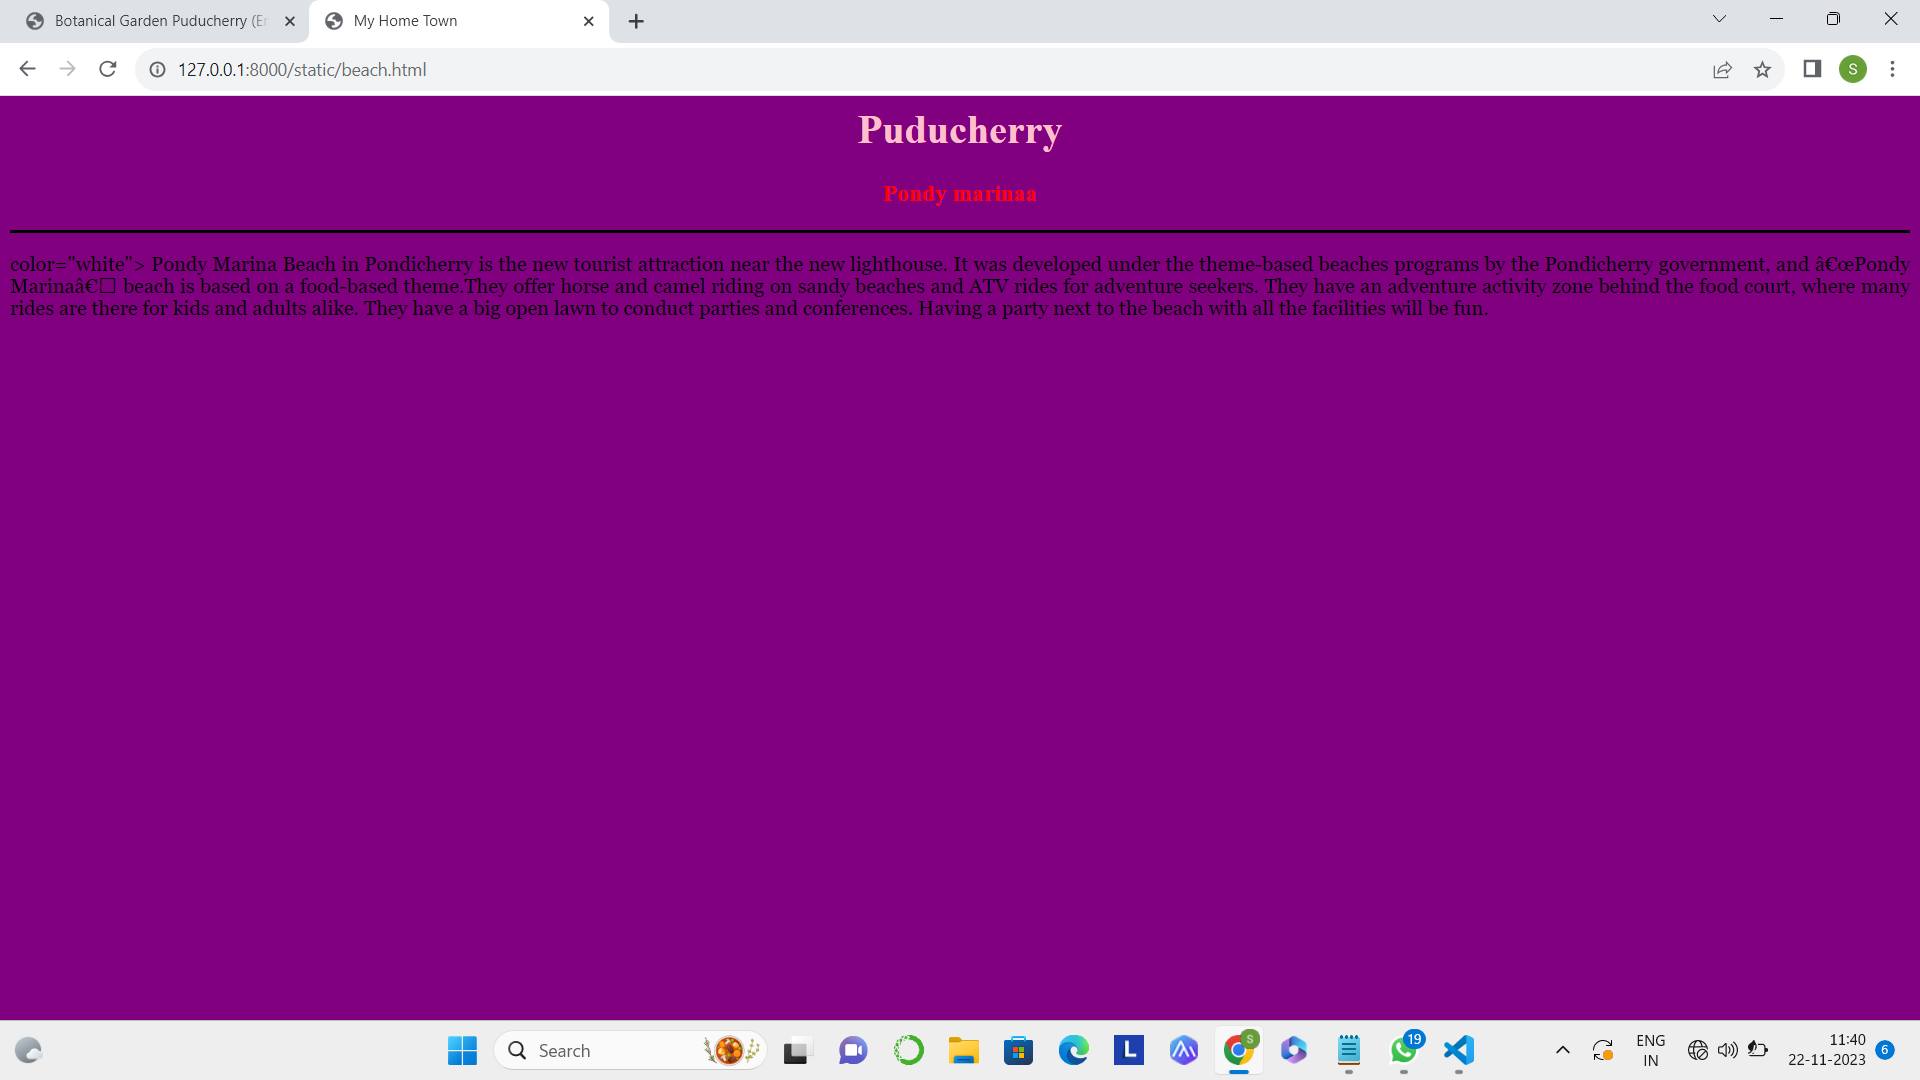 Botanical Garden Puducherry (En
My Home Town
127.0.0.1:8000/static/beach.html
S
Puducherry
Pondy marinaa
color="white"> Pondy Marina Beach in Pondicherry is the new tourist attraction near the new lighthouse. It was developed under the theme-based beaches programs by the Pondicherry government, and â€œPondy
Marinaâ€□ beach is based on a food-based theme.They offer horse and camel riding on sandy beaches and ATV rides for adventure seekers. They have an adventure activity zone behind the food court, where many
rides are there for kids and adults alike. They have a big open lawn to conduct parties and conferences. Having a party next to the beach with all the facilities will be fun.
Search
L
S
19
ENG
IN
11:40
22-11-2023
6